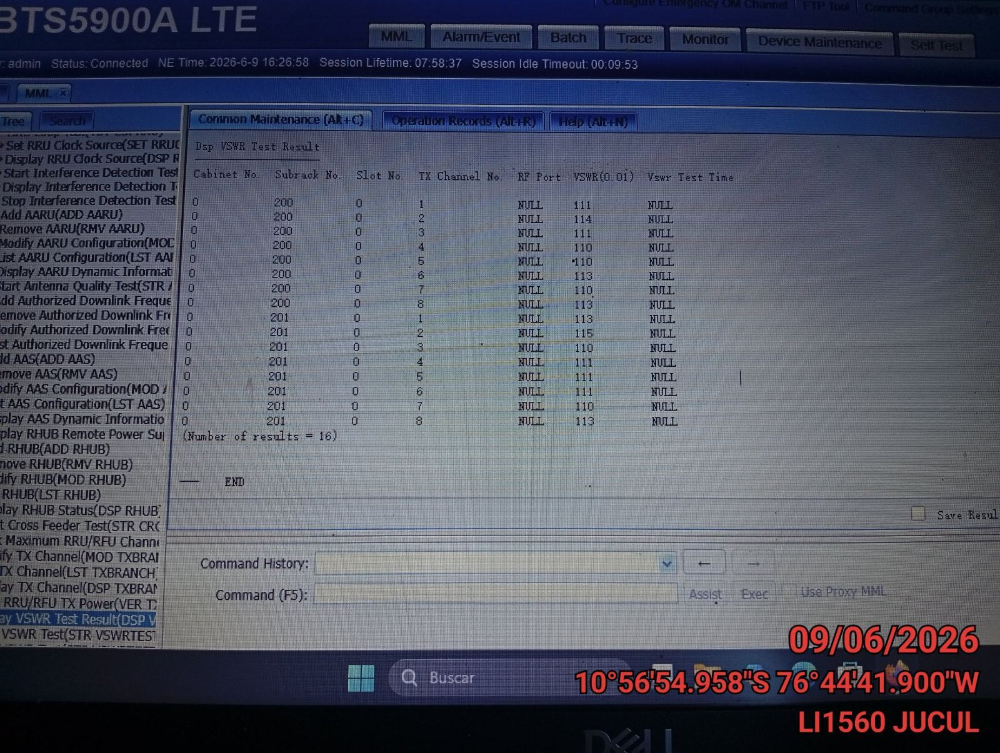 BTS5900A LTE
Configure Emergency OM Channel FTP Tool Command Group Settings
MML Alarm/Event Batch Trace Monitor Device Maintenance Self Test
r: admin Status: Connected NE Time: 2026-6-9 16:26:58 Session Lifetime: 07:58:37 Session Idle Timeout: 00:09:53
MML
Tree Search
Common Maintenance (Alt+C) Operation Records (Alt+R) Help (Alt+N)
Set RRU Clock Source(SET RRUC
Display RRU Clock Source(DSP R
Start Interference Detection Test
Display Interference Detection T
Stop Interference Detection Test
Add AARU(ADD AARU)
Remove AARU(RMV AARU)
Modify AARU Configuration(MOD
List AARU Configuration(LST AA
Display AARU Dynamic Informat
Start Antenna Quality Test(STR A
dd Authorized Downlink Freque
emove Authorized Downlink Fr
odify Authorized Downlink Frec
st Authorized Downlink Freque
dd AAS(ADD AAS)
emove AAS(RMV AAS)
odify AAS Configuration(MOD A
t AAS Configuration(LST AAS)
splay AAS Dynamic Informatio
play RHUB Remote Power Sup
d RHUB(ADD RHUB)
nove RHUB(RMV RHUB)
dify RHUB(MOD RHUB)
RHUB(LST RHUB)
play RHUB Status(DSP RHUB)
t Cross Feeder Test(STR CRO
Maximum RRU/RFU Channe
ify TX Channel(MOD TXBRAI
TX Channel(LST TXBRANCH)
ay TX Channel(DSP TXBRAN
RRU/RFU TX Power(VER T
ay VSWR Test Result(DSP V
VSWR Test(STR VSWRTEST
Dsp VSWR Test Result
Cabinet No. Subrack No. Slot No. TX Channel No. RF Port VSWR(0.01) Vswr Test Time
0 200 0 1 NULL 111 NULL
0 200 0 2 NULL 114 NULL
0 200 0 3 NULL 111 NULL
0 200 0 4 NULL 110 NULL
0 200 0 5 NULL 110 NULL
0 200 0 6 NULL 113 NULL
0 200 0 7 NULL 110 NULL
0 200 0 8 NULL 113 NULL
0 201 0 1 NULL 113 NULL
0 201 0 2 NULL 115 NULL
0 201 0 3 NULL 110 NULL
0 201 0 4 NULL 111 NULL
0 201 0 5 NULL 111 NULL
0 201 0 6 NULL 111 NULL
0 201 0 7 NULL 110 NULL
0 201 0 8 NULL 113 NULL
(Number of results = 16)
--- END
Save Resul
Command History: ← →
Command (F5): Assist Exec Use Proxy MML
Buscar
09/06/2026
10°56'54.958"S 76°44'41.900"W
LI1560 JUCUL
DELL